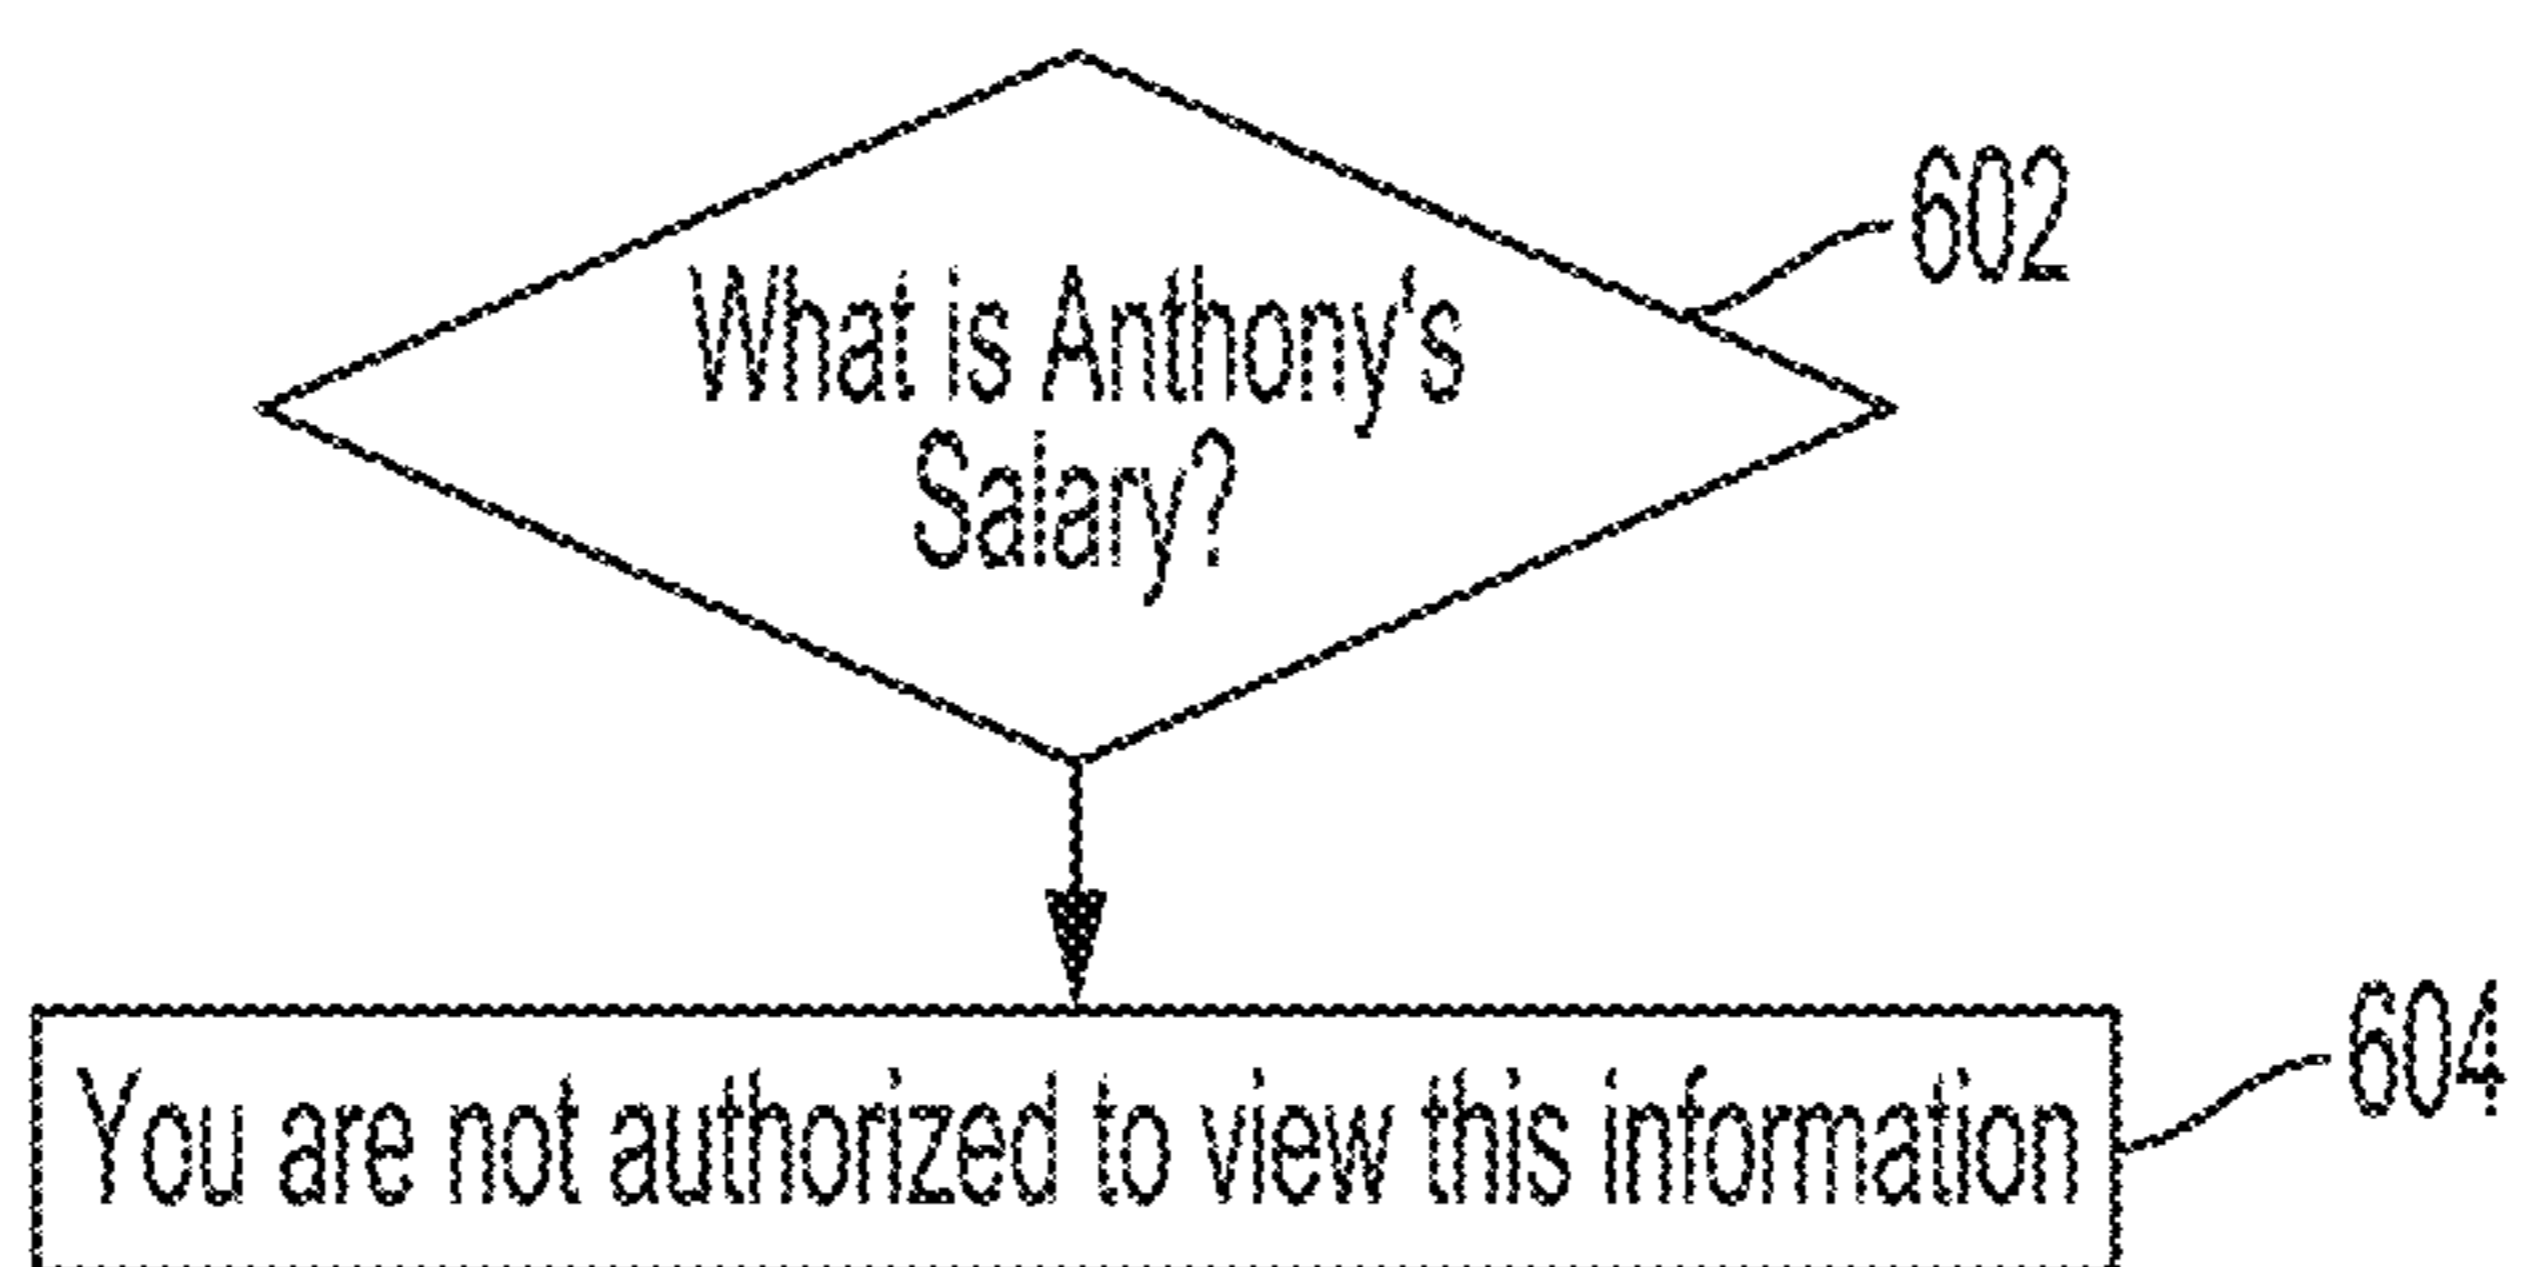 602
What is Anthony's
Salary?
604
You are not authorized to view this information